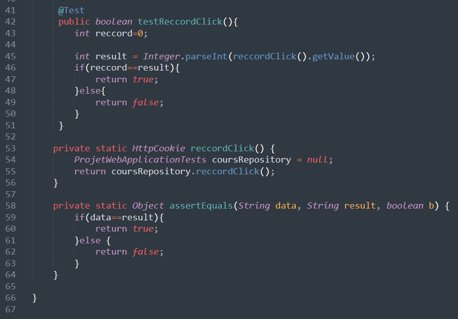 41 @Test
42 public boolean testReccordClick(){
43 int reccord=0;
44
45 int result = Integer.parseInt(reccordClick().getValue());
46 if(reccord==result){
47 return true;
48 }else{
49 return false;
50 }
51 }
52
53 private static HttpCookie reccordClick() {
54 ProjetWebApplicationTests coursRepository = null;
55 return coursRepository.reccordClick();
56 }
57
58 private static Object assertEquals(String data, String result, boolean b) {
59 if(data==result){
60 return true;
61 }else {
62 return false;
63 }
64 }
65
66 }
67